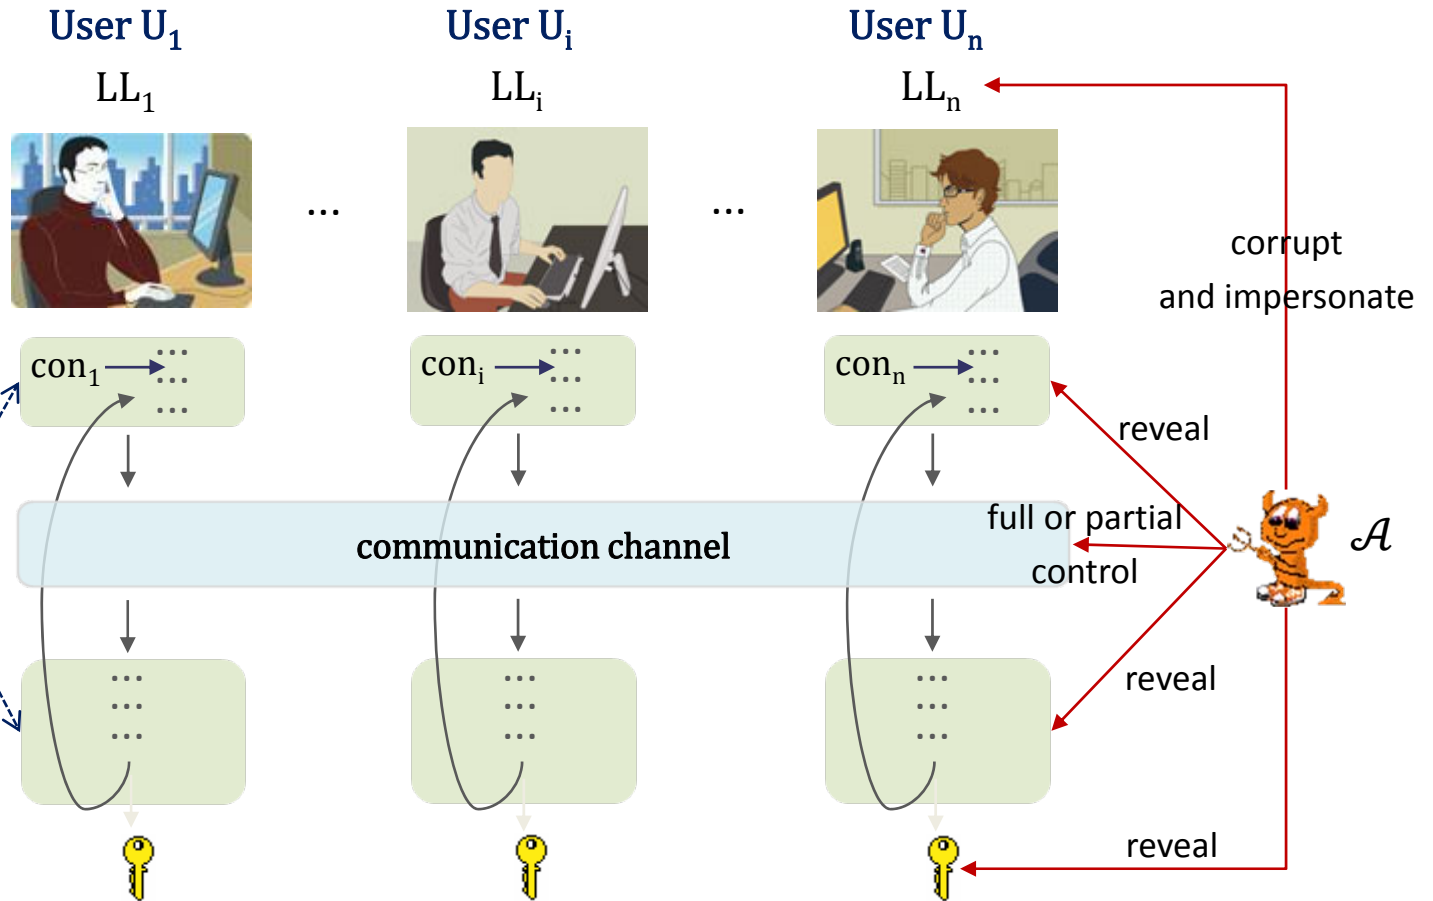 User U₁
User Uᵢ
User Uₙ
LL₁
LLᵢ
LLₙ
...
...
corrupt
and impersonate
con₁
conᵢ
conₙ
reveal
full or partial
control
communication channel
𝒜
reveal
reveal